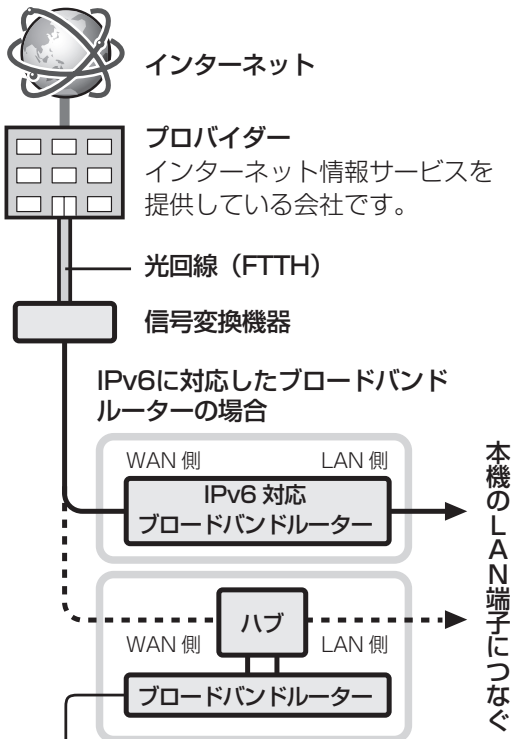 インターネット
プロバイダー
インターネット情報サービスを
提供している会社です。
光回線（FTTH）
信号変換機器
IPv6に対応したブロードバンド
ルーターの場合
WAN 側
LAN 側
IPv6 対応
ブロードバンドルーター
ハブ
WAN 側
LAN 側
ブロードバンドルーター
本機のLAN端子につなぐ